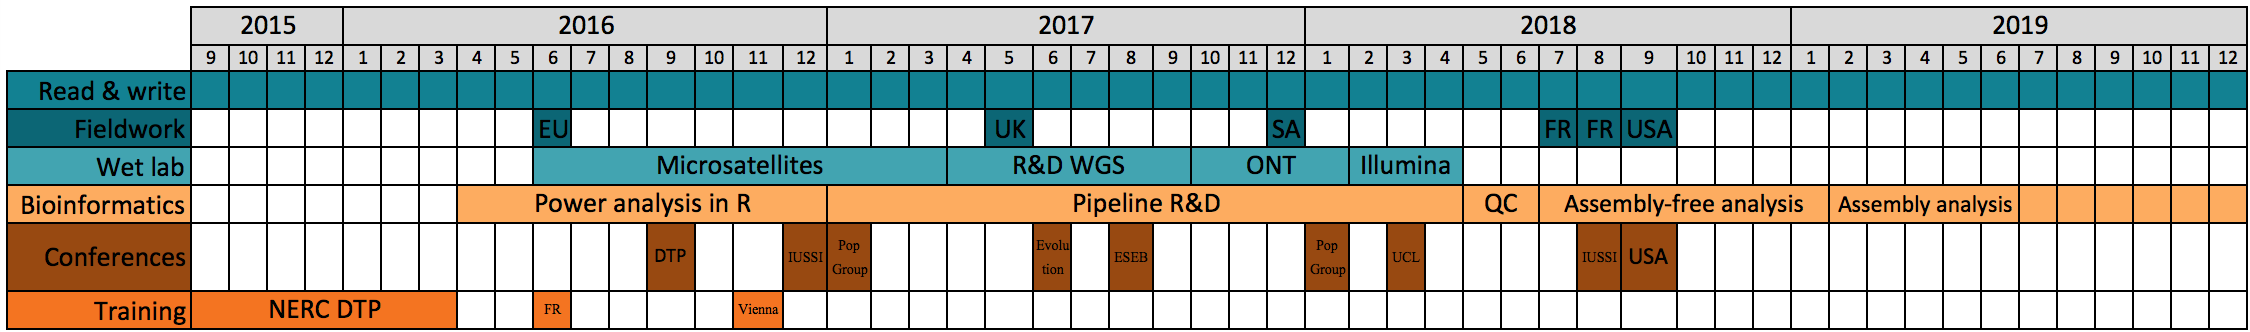 2015 2016 2017 2018 2019
9 10 11 12 1 2 3 4 5 6 7 8 9 10 11 12 1 2 3 4 5 6 7 8 9 10 11 12 1 2 3 4 5 6 7 8 9 10 11 12 1 2 3 4 5 6 7 8 9 10 11 12
Read & write
Fieldwork EU UK SA FR FR USA
Wet lab Microsatellites R&D WGS ONT Illumina
Bioinformatics Power analysis in R Pipeline R&D QC Assembly-free analysis Assembly analysis
Conferences DTP IUSSI Pop
Group Evolu
tion ESEB Pop
Group UCL IUSSI USA
Training NERC DTP FR Vienna